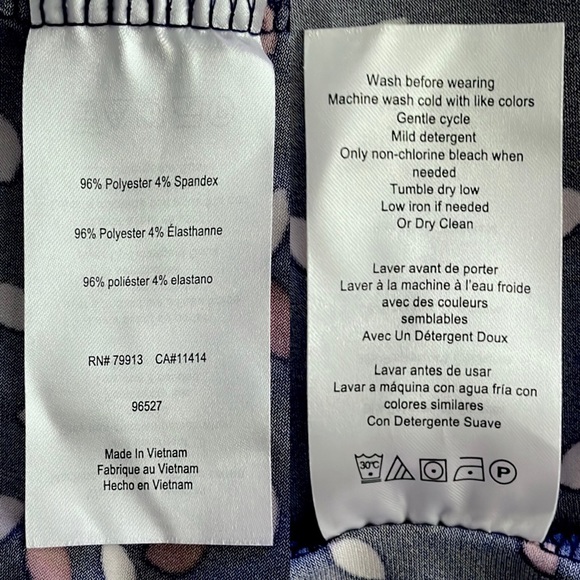 96% Polyester 4% Spandex
96% Polyester 4% Élasthanne
96% poliéster 4% elastano
RN# 79913 CA#11414
96527
Made In Vietnam
Fabrique au Vietnam
Hecho en Vietnam
Wash before wearing
Machine wash cold with like colors
Gentle cycle
Mild detergent
Only non-chlorine bleach when
needed
Tumble dry low
Low iron if needed
Or Dry Clean
Laver avant de porter
Laver à la machine à l'eau froide
avec des couleurs
semblables
Avec Un Détergent Doux
Lavar antes de usar
Lavar a máquina con agua fría con
colores similares
Con Detergente Suave
30°C P